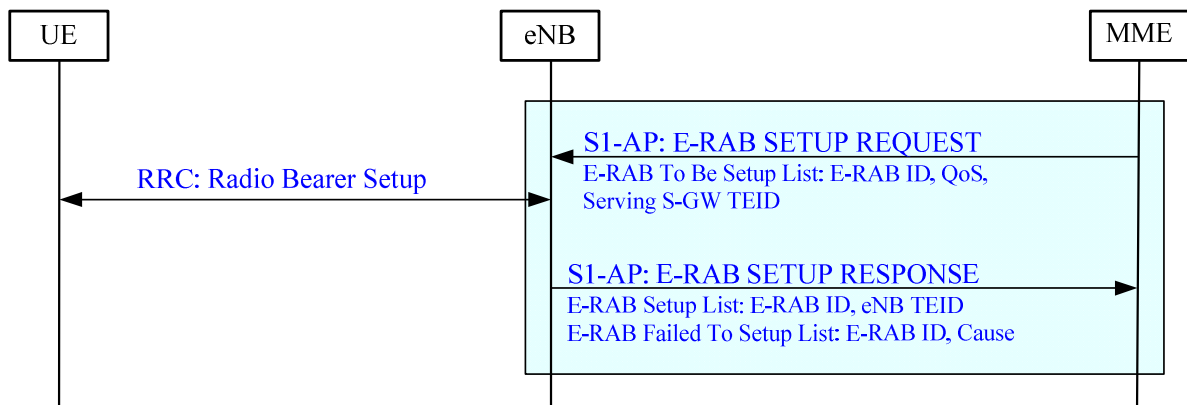 UE
eNB
MME
S1-AP: E-RAB SETUP REQUEST
E-RAB To Be Setup List: E-RAB ID, QoS,
Serving S-GW TEID
RRC: Radio Bearer Setup
S1-AP: E-RAB SETUP RESPONSE
E-RAB Setup List: E-RAB ID, eNB TEID
E-RAB Failed To Setup List: E-RAB ID, Cause